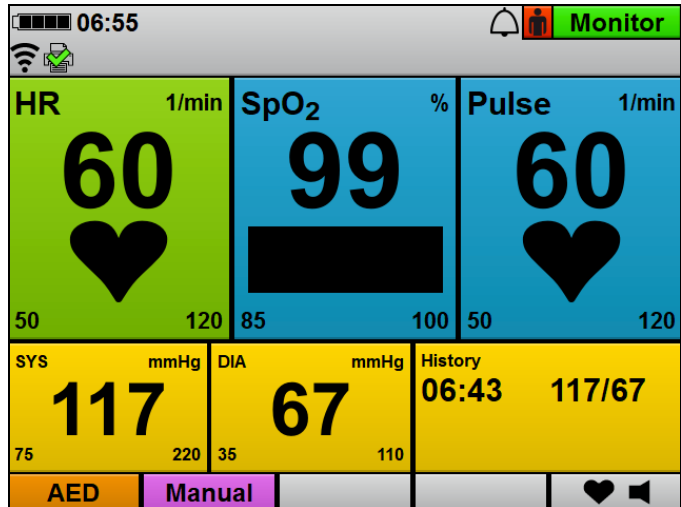 06:55
Monitor
HR 1/min
60
50 120
SpO₂ %
99
85 100
Pulse 1/min
60
50 120
SYS mmHg
117
75 220
DIA mmHg
67
35 110
History
06:43 117/67
AED
Manual